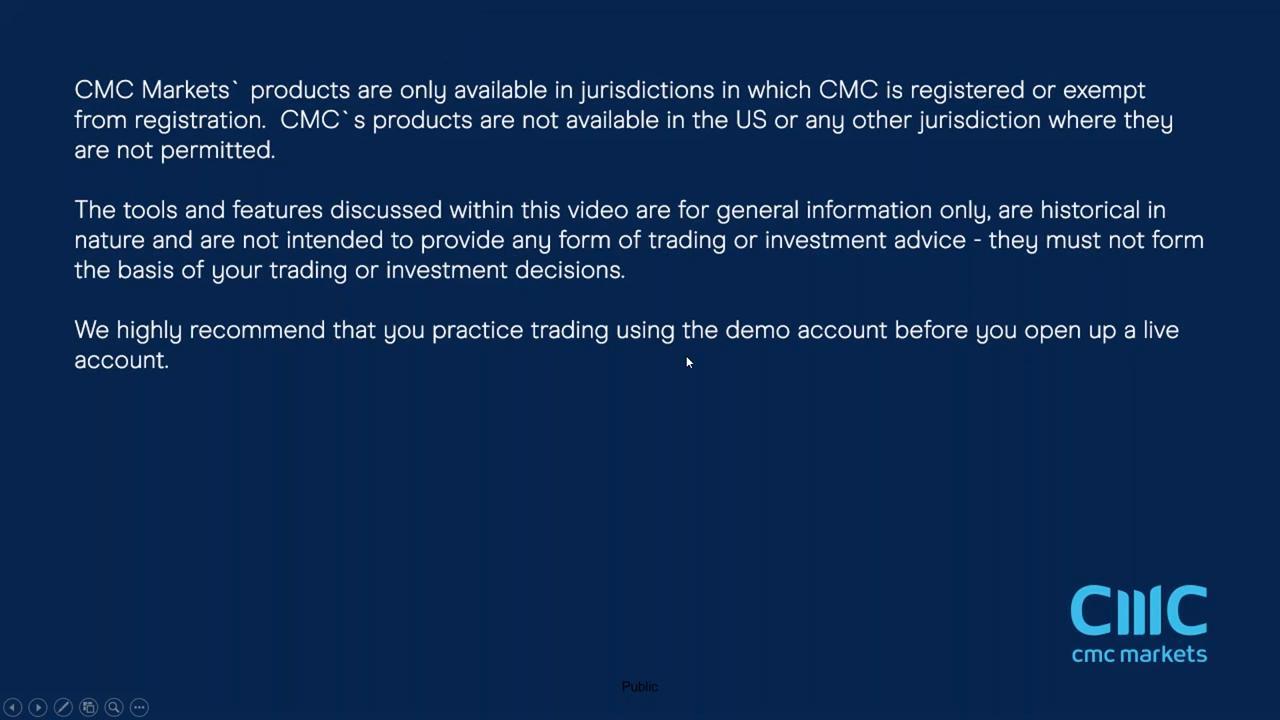 CMC Markets` products are only available in jurisdictions in which CMC is registered or exempt
from registration.  CMC`s products are not available in the US or any other jurisdiction where they
are not permitted.
The tools and features discussed within this video are for general information only, are historical in
nature and are not intended to provide any form of trading or investment advice - they must not form
the basis of your trading or investment decisions.
We highly recommend that you practice trading using the demo account before you open up a live
account.
CMC
cmc markets
Public